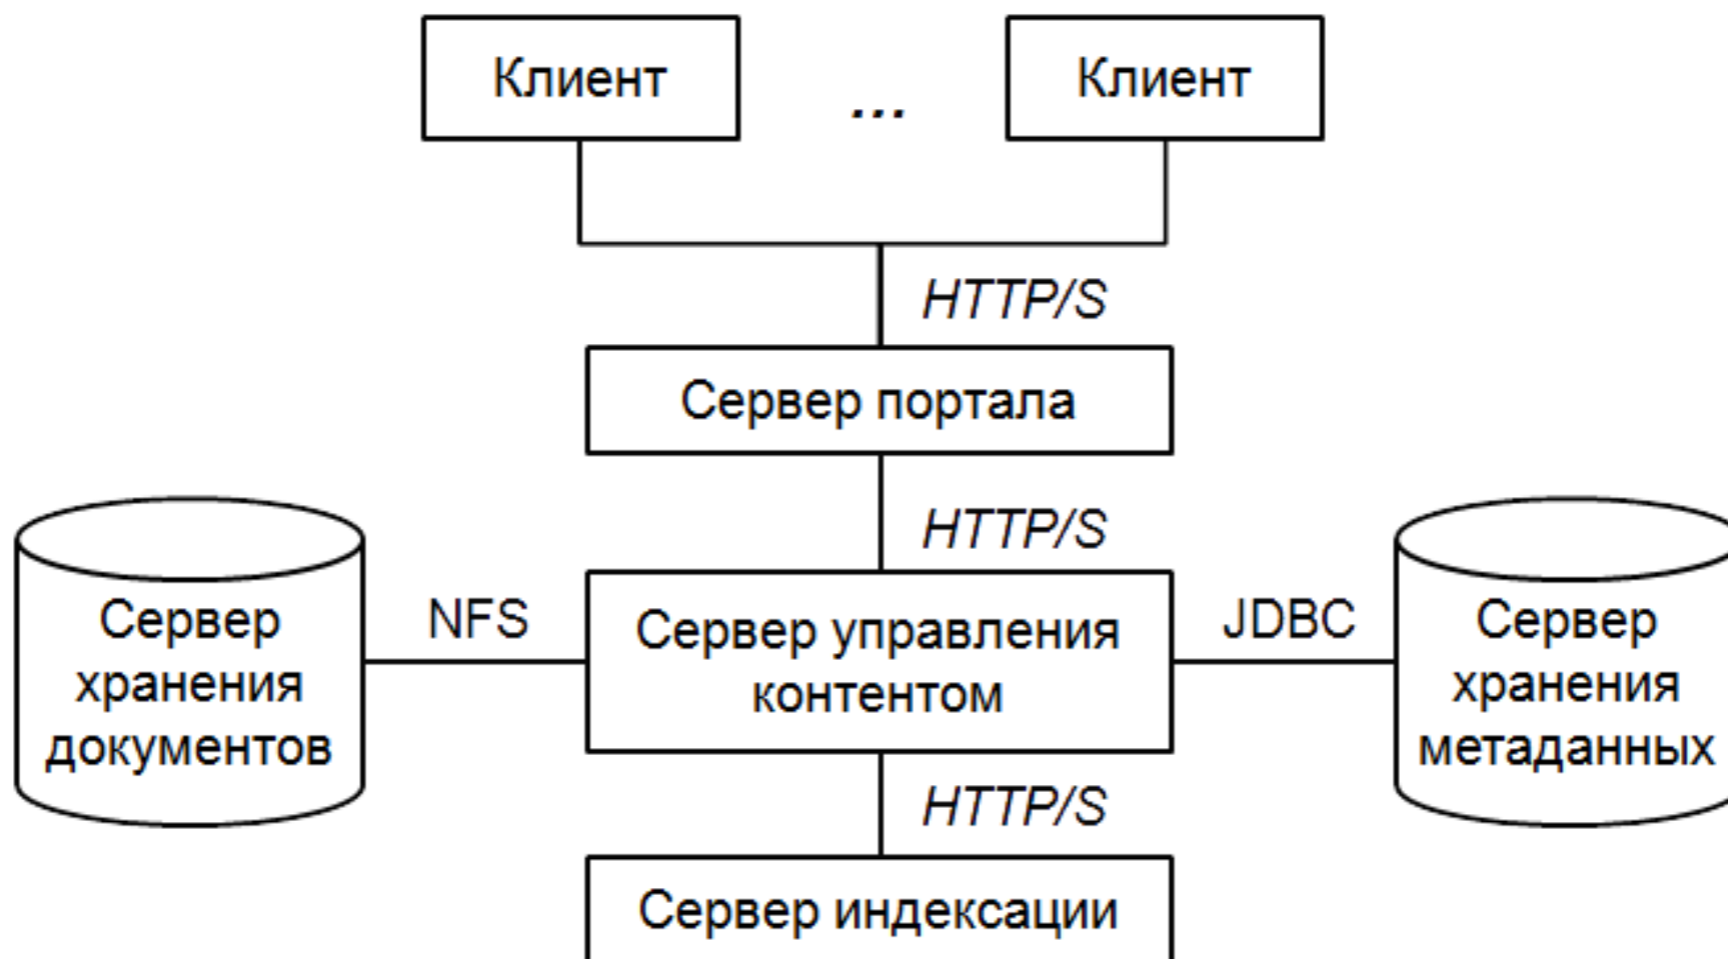 Клиент
...
Клиент
HTTP/S
Сервер портала
HTTP/S
Сервер
хранения
документов
NFS
Сервер управления
контентом
JDBC
Сервер
хранения
метаданных
HTTP/S
Сервер индексации